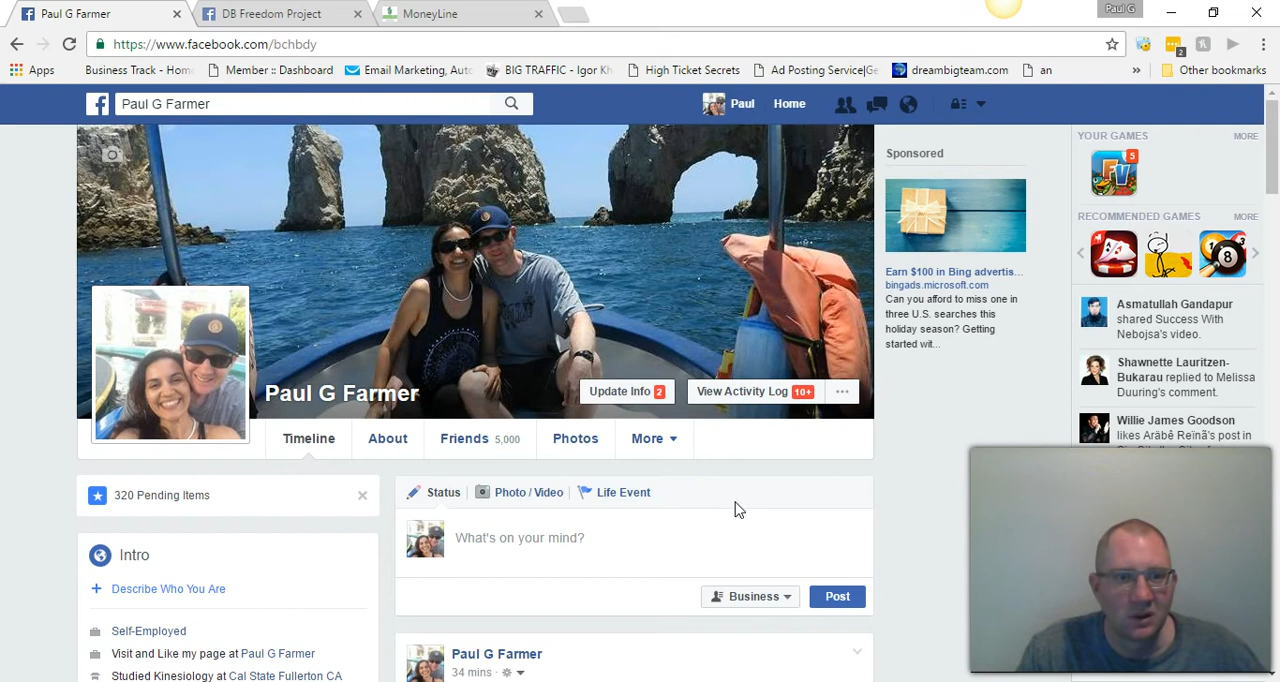 Paul G Farmer
DB Freedom Project
MoneyLine
Paul G
https://www.facebook.com/bchbdy
2
Apps
Business Track - Home
Member :: Dashboard
Email Marketing, Auto
BIG TRAFFIC - Igor Kh
High Ticket Secrets
Ad Posting Service|Ge
dreambigteam.com
an
»
Other bookmarks
Paul G Farmer
Paul
Home
Sponsored
Earn $100 in Bing advertis...
bingads.microsoft.com
Can you afford to miss one in
three U.S. searches this
holiday season? Getting
started wit...
YOUR GAMES
MORE
FV
5
RECOMMENDED GAMES
MORE
8
Asmatullah Gandapur
shared Success With
Nebojsa's video.
Shawnette Lauritzen-
Bukarau replied to Melissa
Duuring's comment.
Willie James Goodson
likes Aräbê Reïnã's post in
Paul G Farmer
Update Info 2
View Activity Log 10+
Timeline
About
Friends 5,000
Photos
More
320 Pending Items
Intro
Describe Who You Are
Self-Employed
Visit and Like my page at Paul G Farmer
Studied Kinesiology at Cal State Fullerton CA
Status
Photo / Video
Life Event
What's on your mind?
Business
Post
Paul G Farmer
34 mins